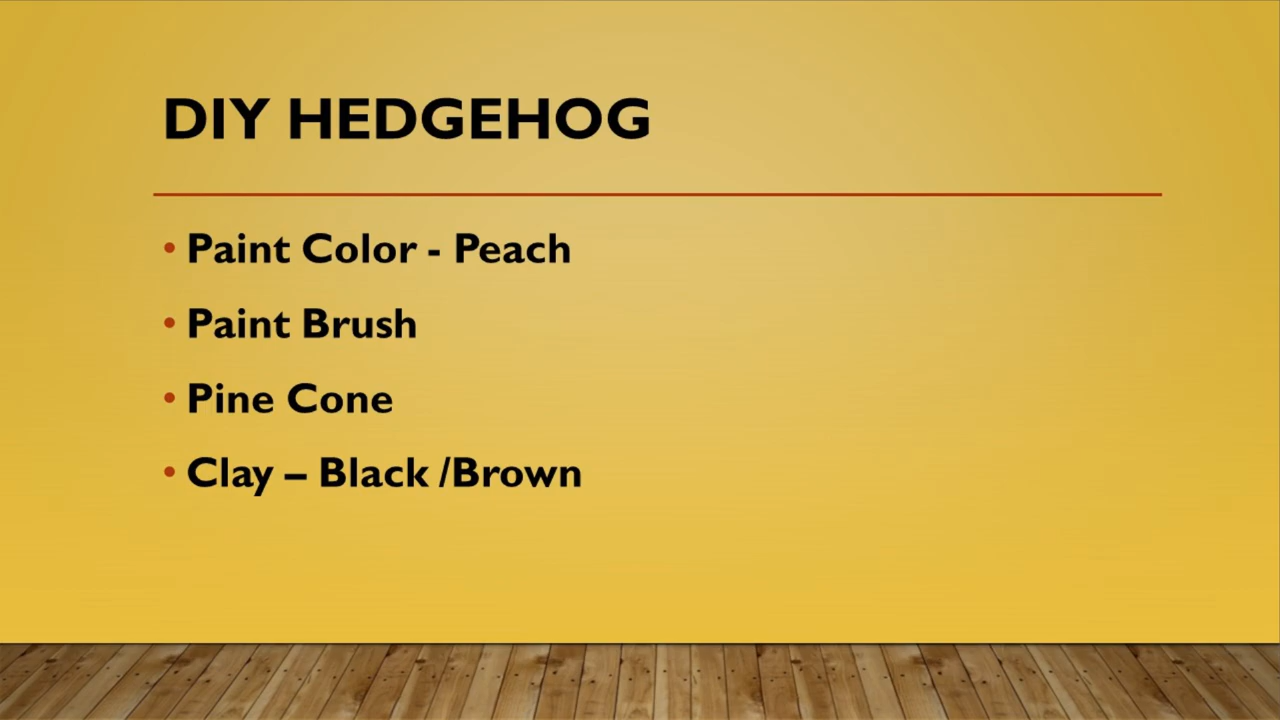 DIY HEDGEHOG
• Paint Color - Peach
• Paint Brush
• Pine Cone
• Clay – Black /Brown